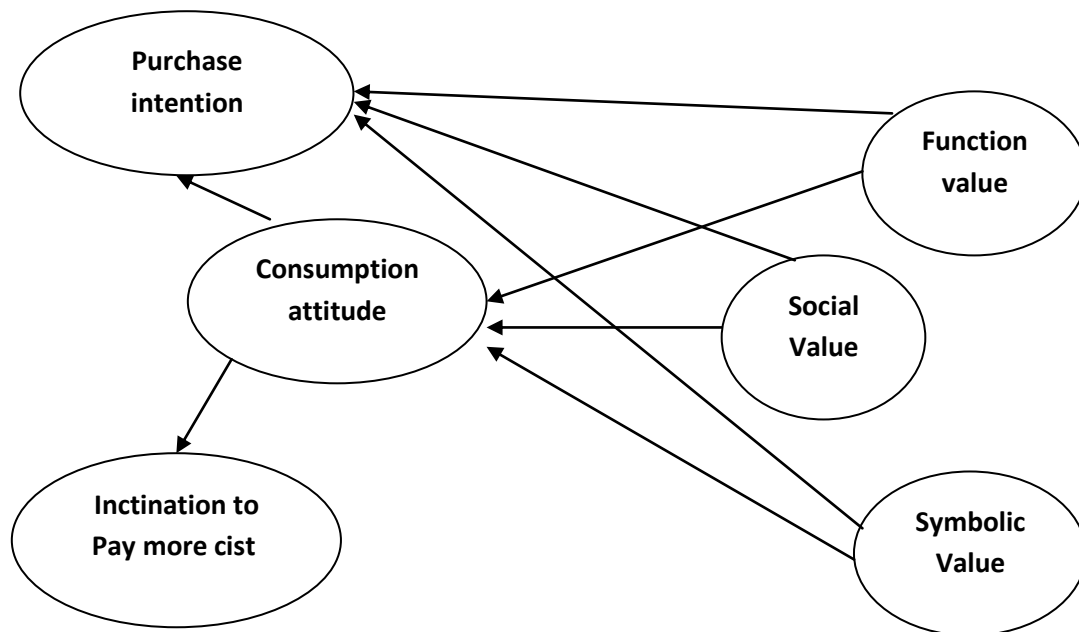 Purchase
intention
Function
value
Consumption
attitude
Social
Value
Inctination to
Pay more cist
Symbolic
Value